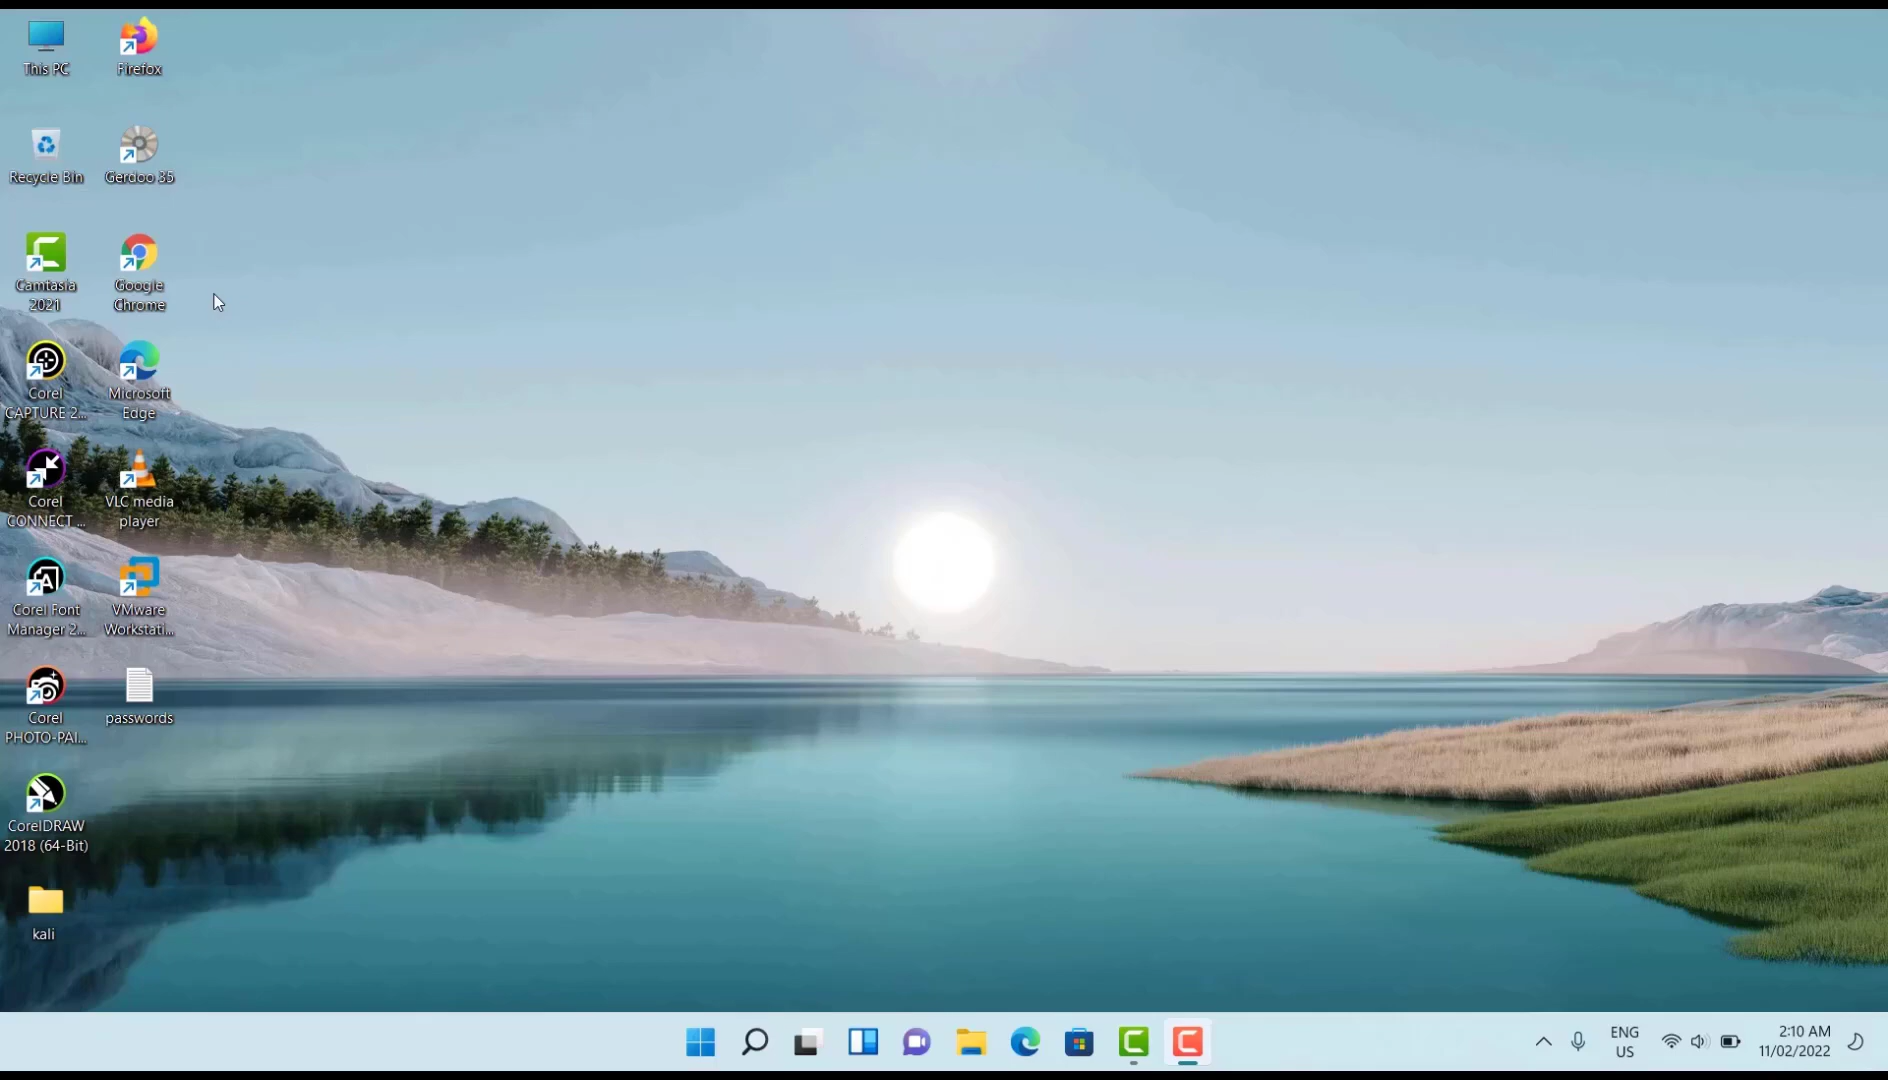 This PC
Firefox
Recycle Bin
Gerdoo 35
Camtasia
2021
Google
Chrome
Corel
CAPTURE 2...
Microsoft
Edge
Corel
CONNECT ...
VLC media
player
Corel Font
Manager 2...
VMware
Workstati...
Corel
PHOTO-PAI...
passwords
CorelDRAW
2018 (64-Bit)
kali
ENG
US
2:10 AM
11/02/2022